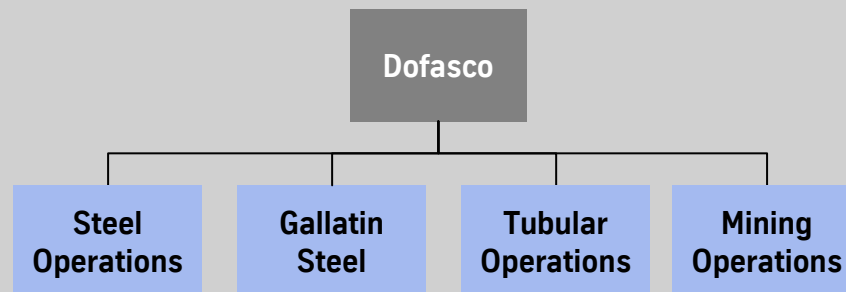 Dofasco
Steel
Operations
Gallatin
Steel
Tubular
Operations
Mining
Operations